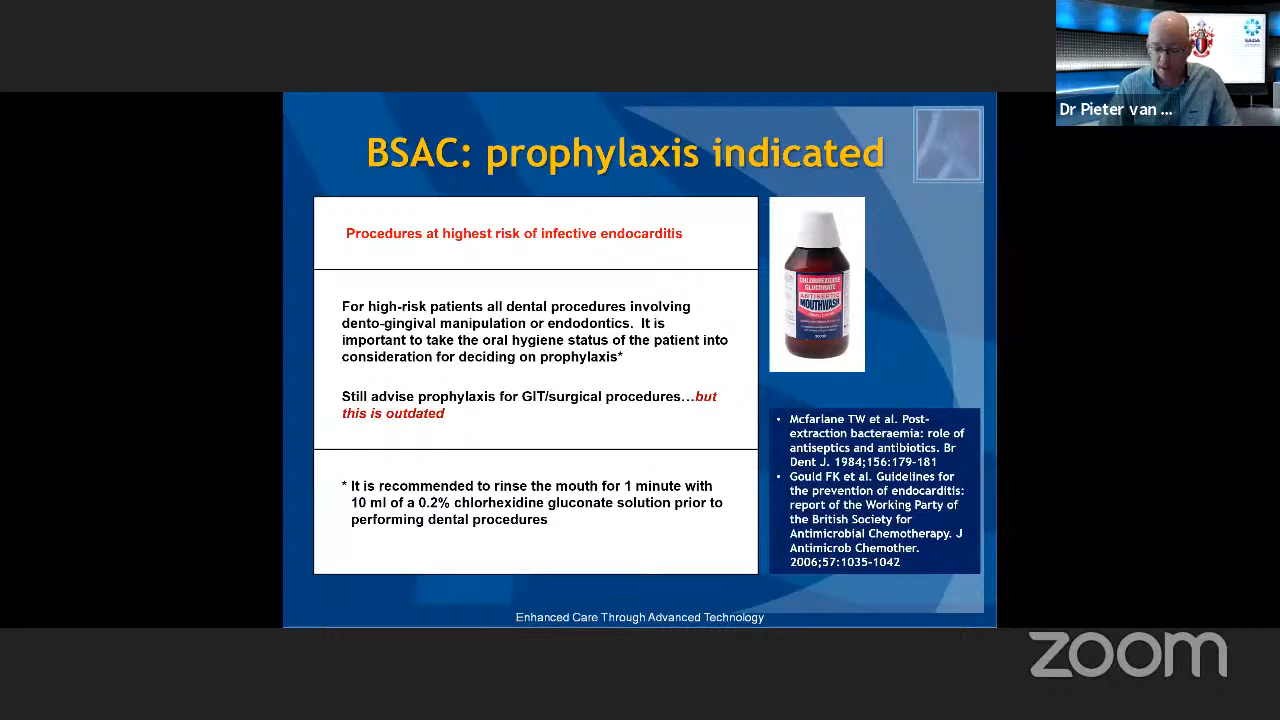 SADA
Dr Pieter van ...
BSAC: prophylaxis indicated
Procedures at highest risk of infective endocarditis
For high-risk patients all dental procedures involving
dento-gingival manipulation or endodontics. It is
important to take the oral hygiene status of the patient into
consideration for deciding on prophylaxis*
Still advise prophylaxis for GIT/surgical procedures…but
this is outdated
* It is recommended to rinse the mouth for 1 minute with
10 ml of a 0.2% chlorhexidine gluconate solution prior to
performing dental procedures
CHLORHEXIDINE
GLUCONATE
ANTISEPTIC
MOUTHWASH
• Mcfarlane TW et al. Post-
extraction bacteraemia: role of
antiseptics and antibiotics. Br
Dent J. 1984;156:179-181
• Gould FK et al. Guidelines for
the prevention of endocarditis:
report of the Working Party of
the British Society for
Antimicrobial Chemotherapy. J
Antimicrob Chemother.
2006;57:1035-1042
Enhanced Care Through Advanced Technology
zoom